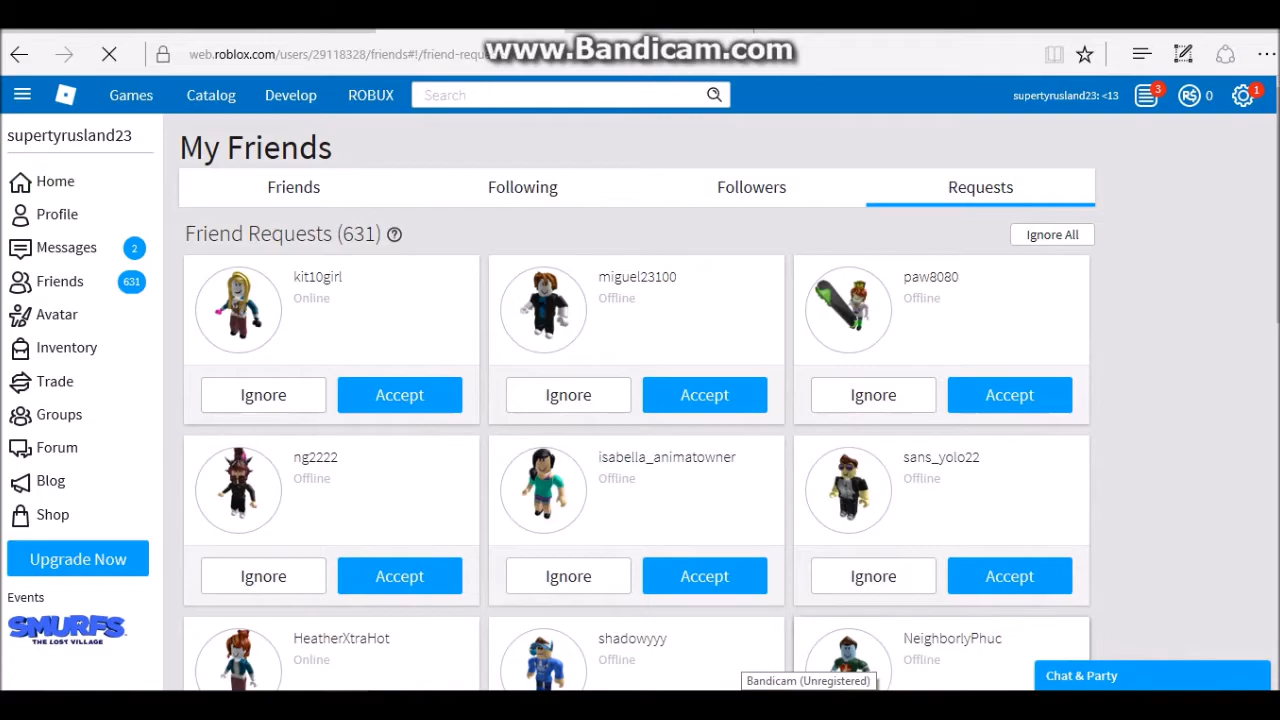 www.Bandicam.com
web.roblox.com/users/29118328/friends#!/friend-reque
Games Catalog Develop ROBUX Search supertyrusland23: <13 3 R$ 0 1
supertyrusland23
Home
Profile
Messages 2
Friends 631
Avatar
Inventory
Trade
Groups
Forum
Blog
Shop
Upgrade Now
Events
SMURFS
THE LOST VILLAGE
My Friends
Friends Following Followers Requests
Friend Requests (631) ?
Ignore All
kit10girl
Online
Ignore Accept
miguel23100
Offline
Ignore Accept
paw8080
Offline
Ignore Accept
ng2222
Offline
Ignore Accept
isabella_animatowner
Offline
Ignore Accept
sans_yolo22
Offline
Ignore Accept
HeatherXtraHot
Online
shadowyyy
Offline
NeighborlyPhuc
Offline
Bandicam (Unregistered)
Chat & Party